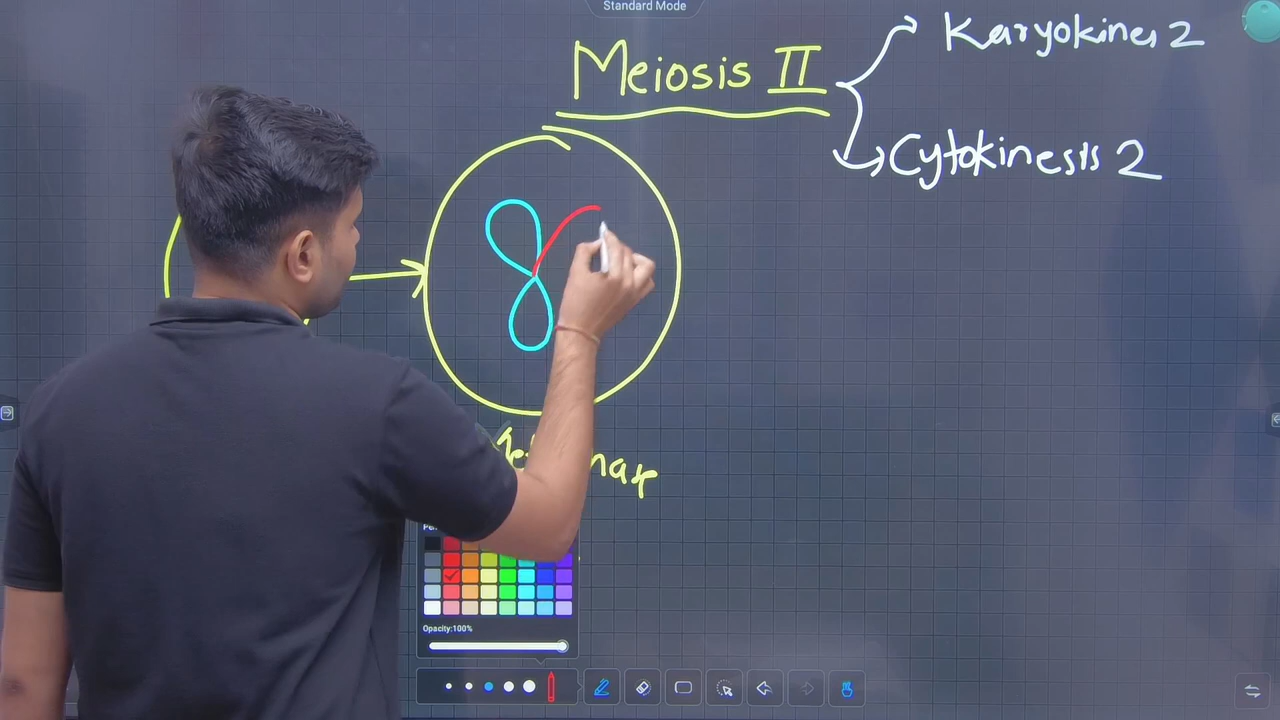 Standard Mode
Meiosis II
Karyokines 2
Cytokinesis 2
Opacity:100%